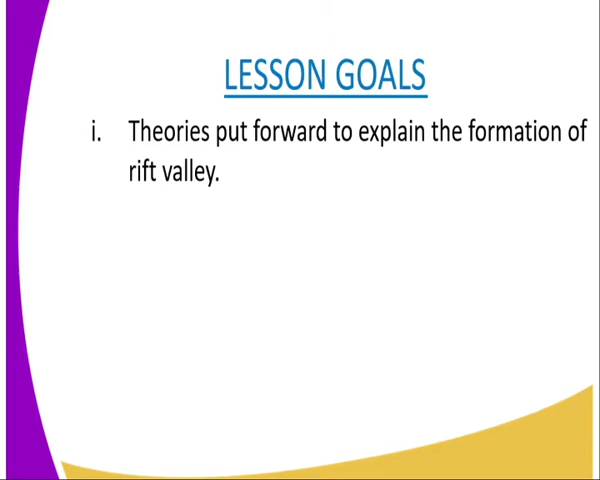 LESSON GOALS
i. Theories put forward to explain the formation of
rift valley.